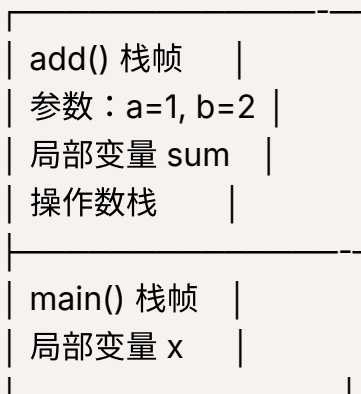 add() 栈帧
参数：a=1, b=2
局部变量 sum
操作数栈
main() 栈帧
局部变量 x